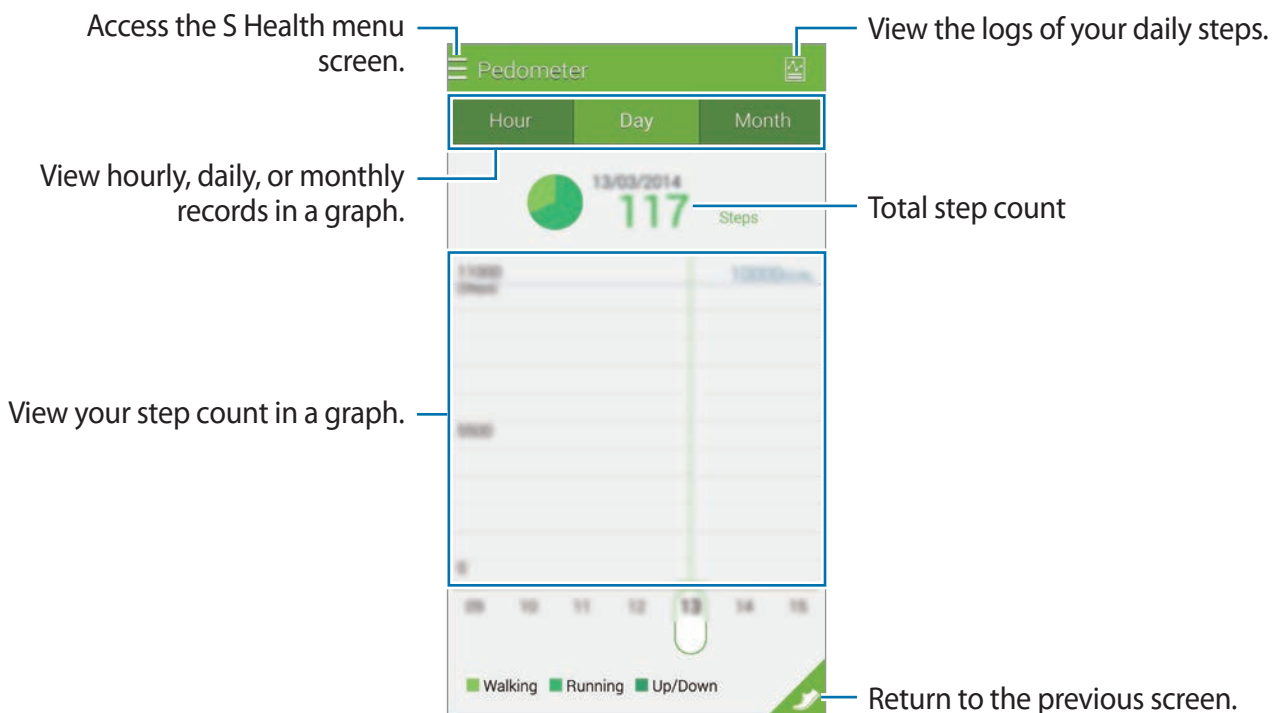 Access the S Health menu
screen.
View the logs of your daily steps.
Pedometer
Hour Day Month
View hourly, daily, or monthly
records in a graph.
13/03/2014
117 Steps
Total step count
11000
Steps
10000
View your step count in a graph.
5500
09 10 11 12 13 14 15
Walking Running Up/Down
Return to the previous screen.